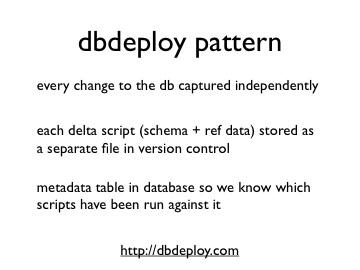 dbdeploy pattern
every change to the db captured independently
each delta script (schema + ref data) stored as
a separate file in version control
metadata table in database so we know which
scripts have been run against it
http://dbdeploy.com